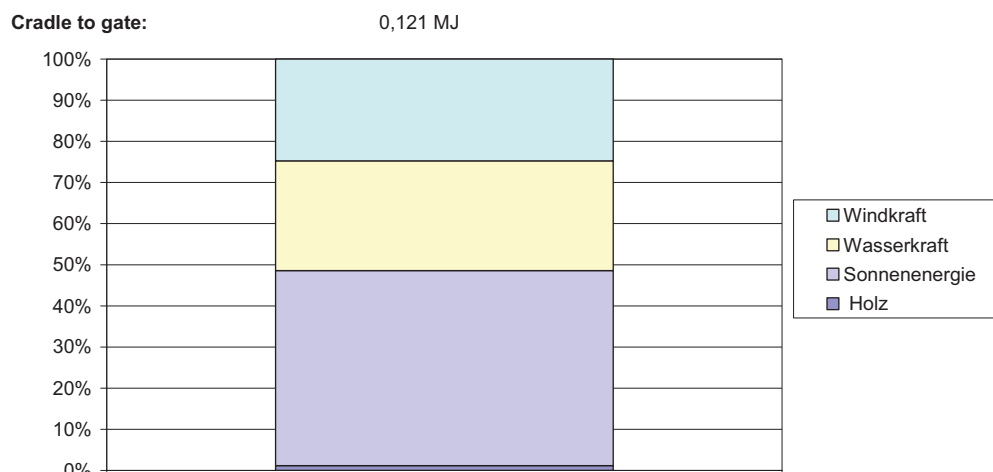 Cradle to gate: 0,121 MJ
100%
90%
80%
70%
60%
50%
40%
30%
20%
10%
0%
Windkraft
Wasserkraft
Sonnenenergie
Holz